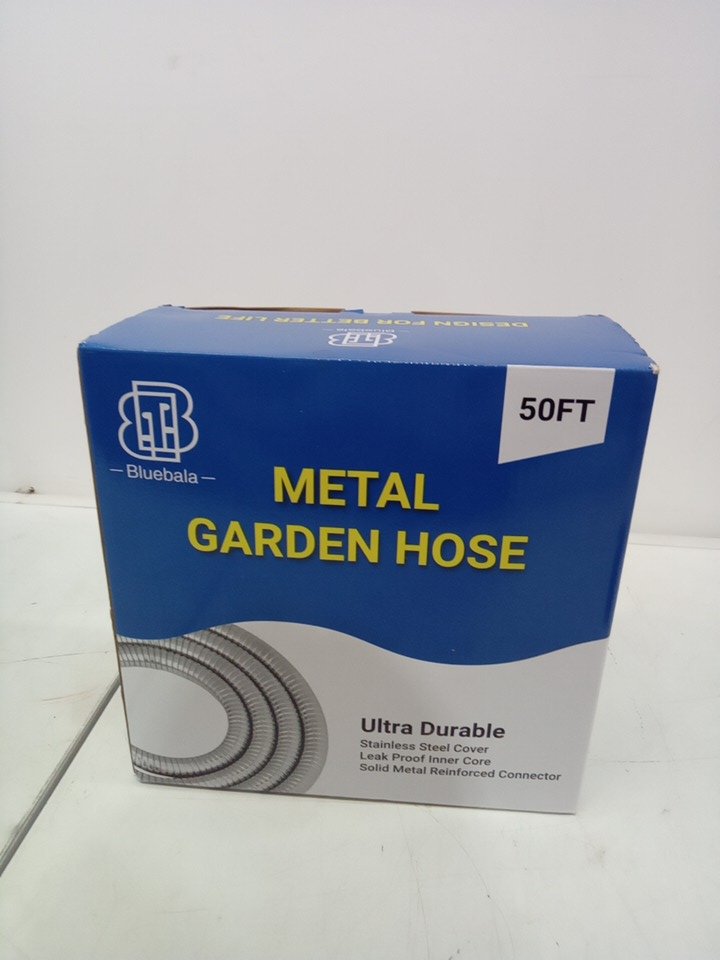 DESIGN FOR BETTER LIFE
Bluebala
50FT
— Bluebala —
METAL
GARDEN HOSE
Ultra Durable
Stainless Steel Cover
Leak Proof Inner Core
Solid Metal Reinforced Connector